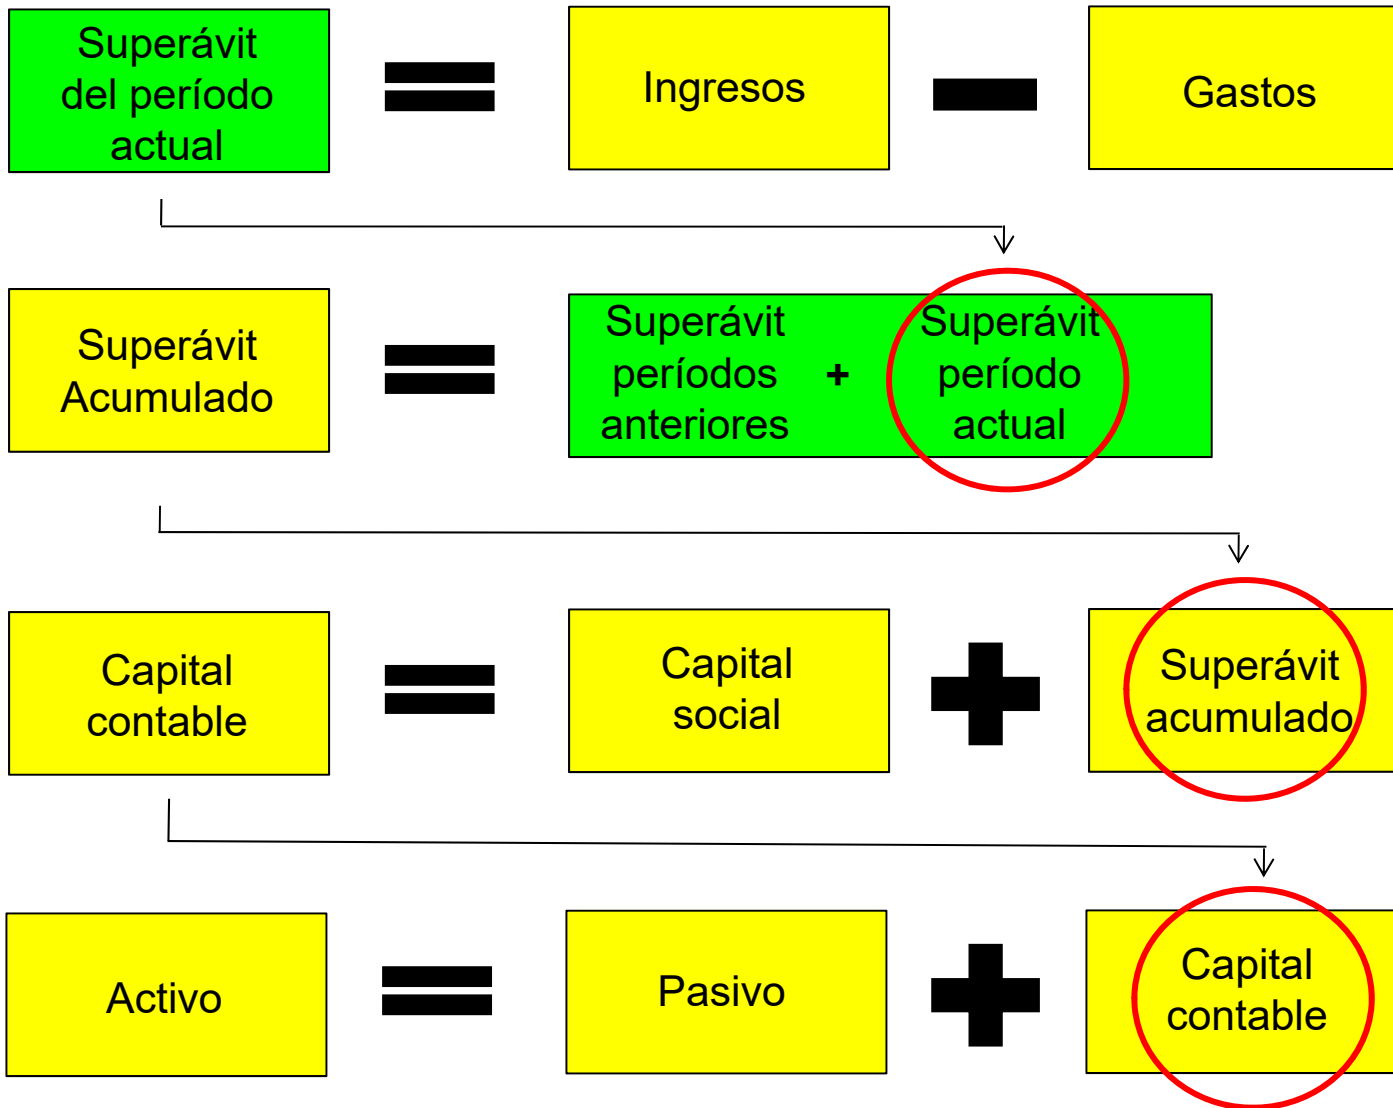 Superávit
del período
actual
Ingresos
Gastos
Superávit
Acumulado
Superávit
períodos
anteriores
+
Superávit
período
actual
Capital
contable
Capital
social
Superávit
acumulado
Activo
Pasivo
Capital
contable